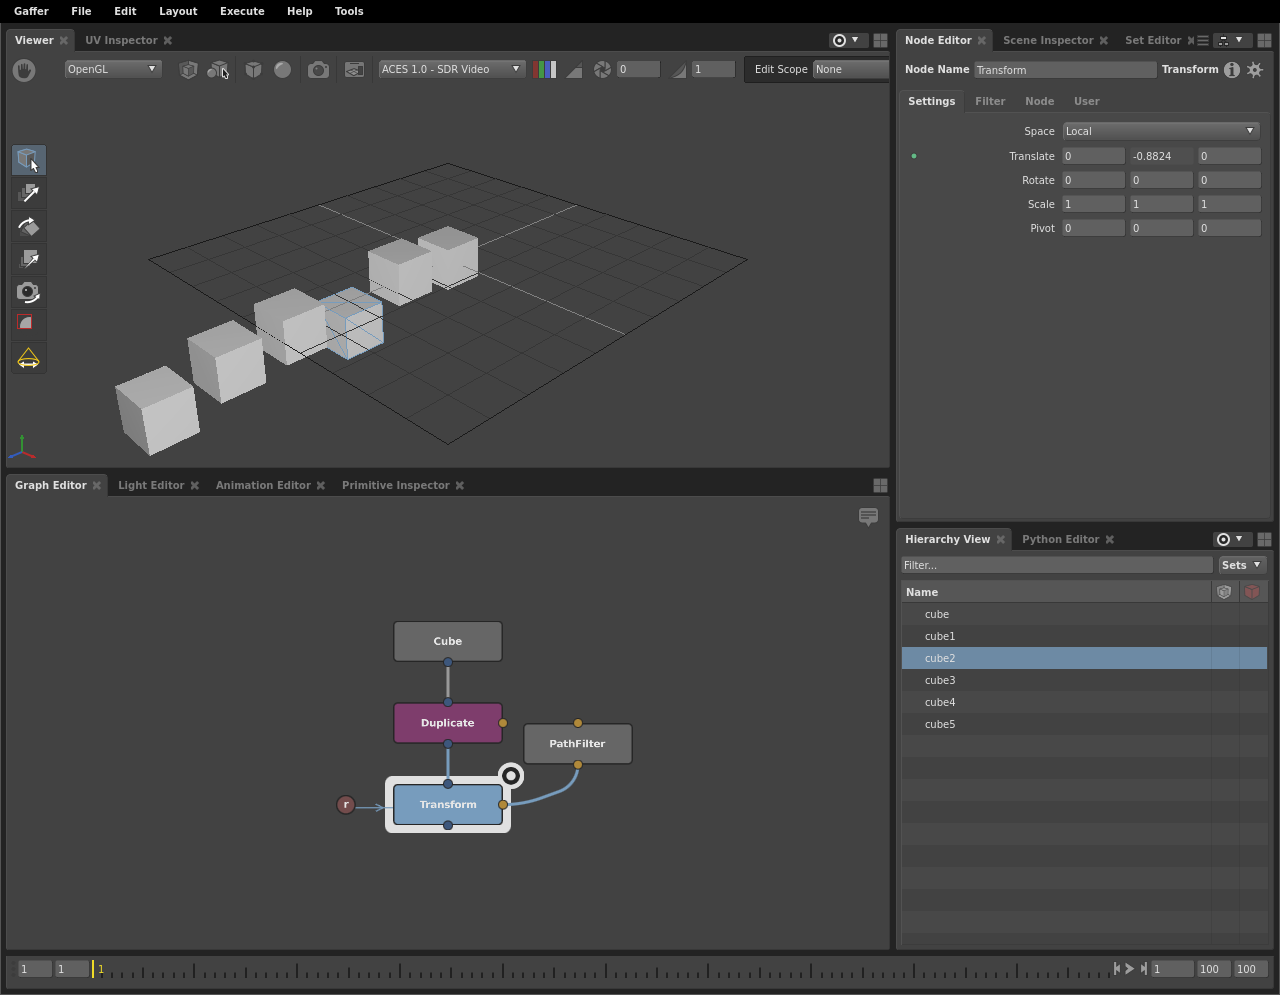 Gaffer File Edit Layout Execute Help Tools
Viewer UV Inspector
OpenGL ACES 1.0 - SDR Video 0 1 Edit Scope None
Graph Editor Light Editor Animation Editor Primitive Inspector
Cube
Duplicate
PathFilter
Transform
r
Node Editor Scene Inspector Set Editor
Node Name Transform Transform
Settings Filter Node User
Space Local
Translate 0 -0.8824 0
Rotate 0 0 0
Scale 1 1 1
Pivot 0 0 0
Hierarchy View Python Editor
Filter... Sets
Name
cube
cube1
cube2
cube3
cube4
cube5
1 1 1 1 100 100